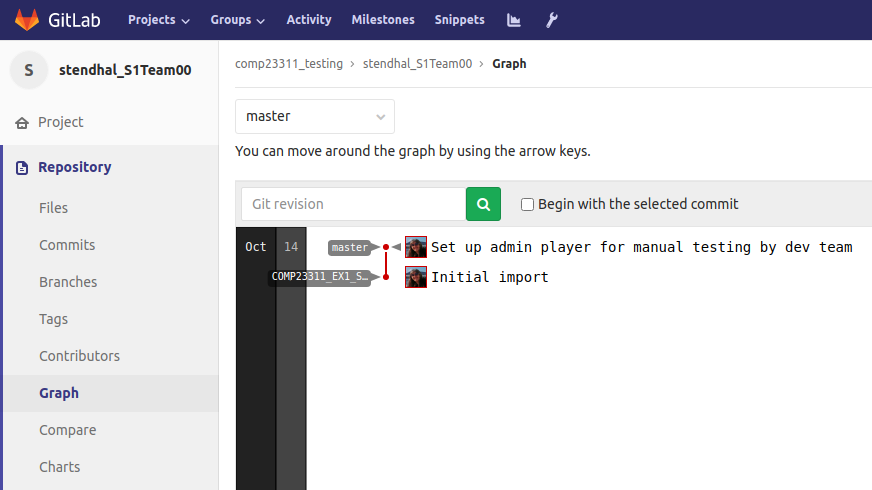 GitLab Projects Groups Activity Milestones Snippets
S stendhal_S1Team00
comp23311_testing › stendhal_S1Team00 › Graph
Project
Repository
Files
Commits
Branches
Tags
Contributors
Graph
Compare
Charts
master
You can move around the graph by using the arrow keys.
Git revision Begin with the selected commit
Oct 14 master Set up admin player for manual testing by dev team
COMP23311_EX1_S… Initial import